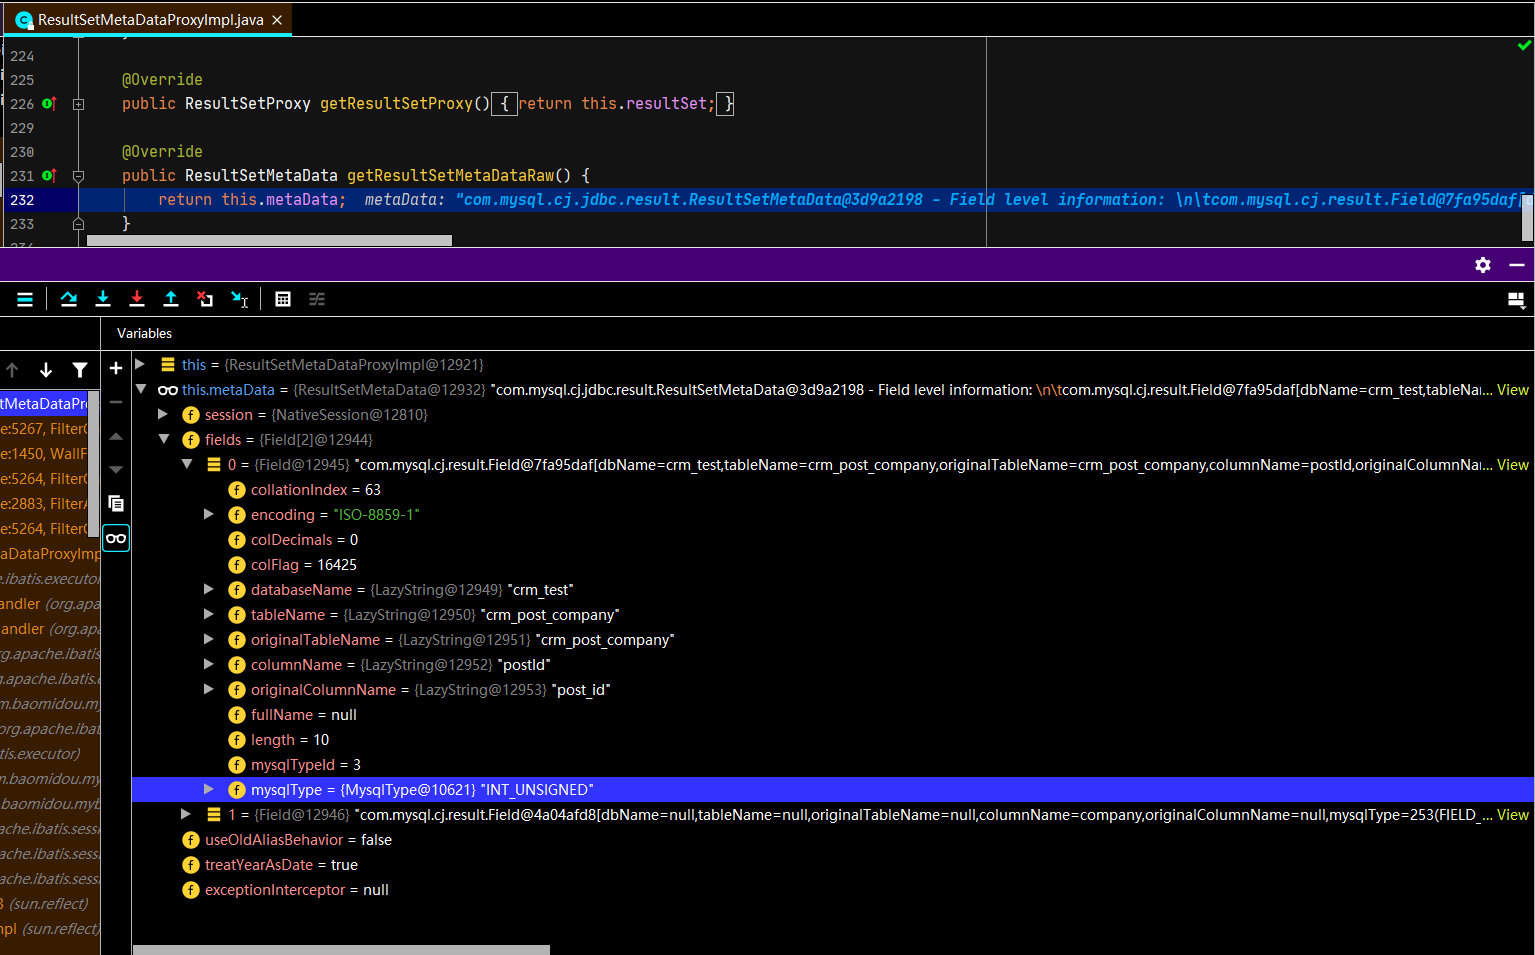 ResultSetMetaDataProxyImpl.java
224
225 @Override
226 public ResultSetProxy getResultSetProxy() { return this.resultSet; }
229
230 @Override
231 public ResultSetMetaData getResultSetMetaDataRaw() {
232 return this.metaData; metaData: "com.mysql.cj.jdbc.result.ResultSetMetaData@3d9a2198 - Field level information: \n\tcom.mysql.cj.result.Field@7fa95daf[
233 }
Variables
this = {ResultSetMetaDataProxyImpl@12921}
this.metaData = {ResultSetMetaData@12932} "com.mysql.cj.jdbc.result.ResultSetMetaData@3d9a2198 - Field level information: \n\tcom.mysql.cj.result.Field@7fa95daf[dbName=crm_test,tableNa... View
tMetaDataPr
session = {NativeSession@12810}
e:5267, Filter
fields = {Field[2]@12944}
e:1450, WallF
0 = {Field@12945} "com.mysql.cj.result.Field@7fa95daf[dbName=crm_test,tableName=crm_post_company,originalTableName=crm_post_company,columnName=postId,originalColumnNa... View
e:5264, Filter
collationIndex = 63
e:2883, Filter
encoding = "ISO-8859-1"
e:5264, Filter
colDecimals = 0
aDataProxyImp
colFlag = 16425
e.ibatis.executor
databaseName = {LazyString@12949} "crm_test"
andler (org.apa
tableName = {LazyString@12950} "crm_post_company"
andler (org.apa
originalTableName = {LazyString@12951} "crm_post_company"
rg.apache.ibatis
columnName = {LazyString@12952} "postId"
g.apache.ibatis.
originalColumnName = {LazyString@12953} "post_id"
m.baomidou.my
fullName = null
org.apache.ibat
length = 10
tis.executor)
mysqlTypeId = 3
m.baomidou.my
mysqlType = {MysqlType@10621} "INT_UNSIGNED"
.baomidou.myb
1 = {Field@12946} "com.mysql.cj.result.Field@4a04afd8[dbName=null,tableName=null,originalTableName=null,columnName=company,originalColumnName=null,mysqlType=253(FIELD_... View
ache.ibatis.sess
useOldAliasBehavior = false
ache.ibatis.sess
treatYearAsDate = true
ache.ibatis.sess
exceptionInterceptor = null
3 (sun.reflect)
mpl (sun.reflect)